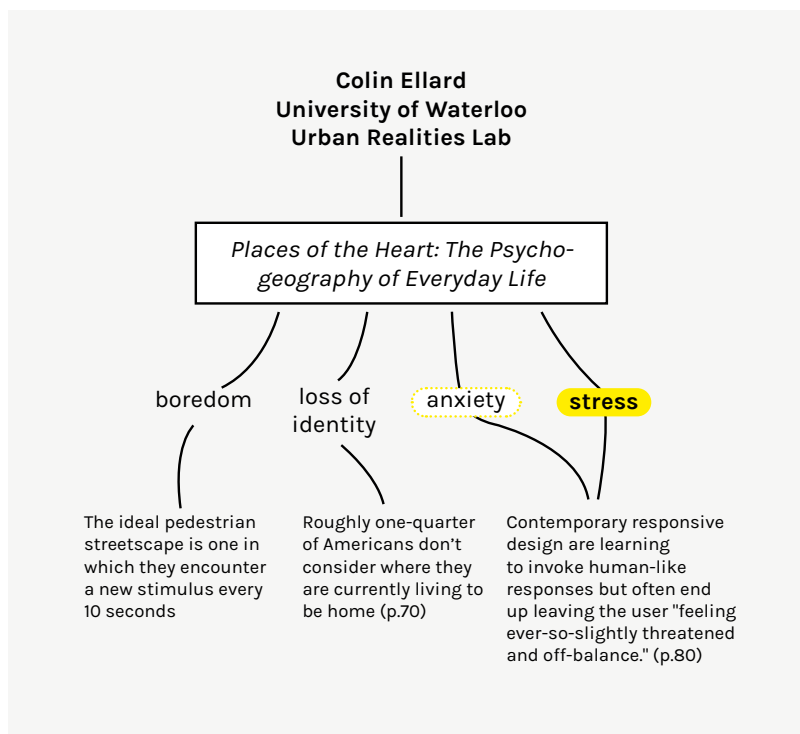 Colin Ellard
University of Waterloo
Urban Realities Lab
Places of the Heart: The Psycho-
geography of Everyday Life
boredom
loss of
identity
anxiety
stress
The ideal pedestrian
streetscape is one in
which they encounter
a new stimulus every
10 seconds
Roughly one-quarter
of Americans don’t
consider where they
are currently living to
be home (p.70)
Contemporary responsive
design are learning
to invoke human-like
responses but often end
up leaving the user "feeling
ever-so-slightly threatened
and off-balance." (p.80)